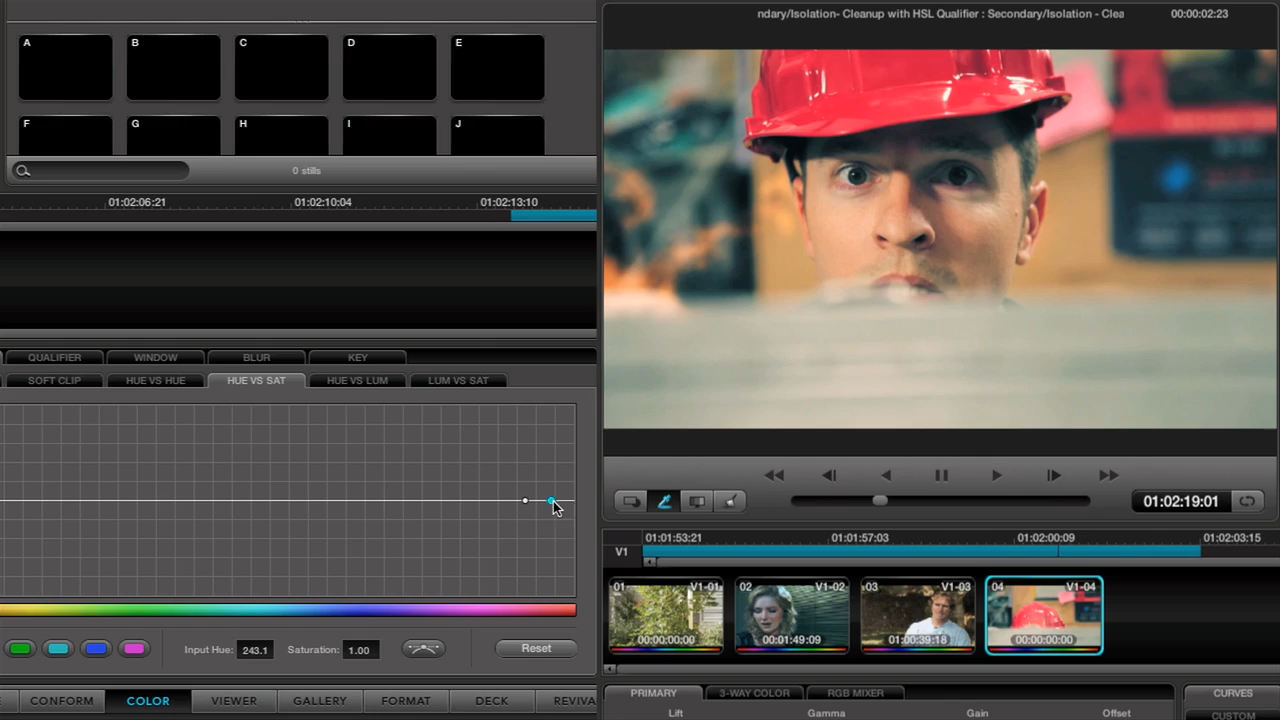 ndary/Isolation- Cleanup with HSL Qualifier : Secondary/Isolation - Clea
00:00:02:23
A
B
C
D
E
F
G
H
I
J
0 stills
01:02:06:21
01:02:10:04
01:02:13:10
QUALIFIER
WINDOW
BLUR
KEY
SOFT CLIP
HUE VS HUE
HUE VS SAT
HUE VS LUM
LUM VS SAT
01:02:19:01
01:01:53:21
01:01:57:03
01:02:00:09
01:02:03:15
V1
01
V1-01
00:00:00:00
02
V1-02
00:01:49:09
03
V1-03
01:00:39:18
04
V1-04
00:00:00:00
Input Hue: 243.1
Saturation: 1.00
Reset
CONFORM
COLOR
VIEWER
GALLERY
FORMAT
DECK
REVIVA
PRIMARY
3-WAY COLOR
RGB MIXER
CURVES
Lift
Gamma
Gain
Offset
CUSTOM